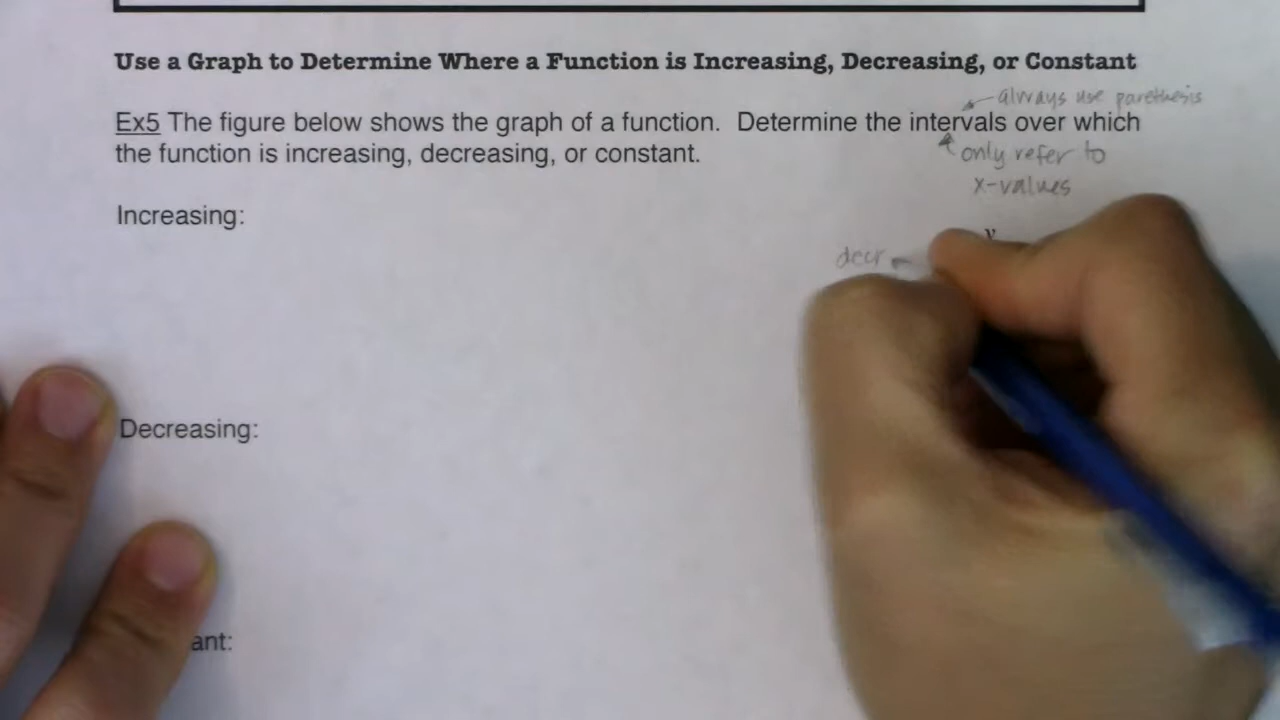 Use a Graph to Determine Where a Function is Increasing, Decreasing, or Constant
always use parethesis
Ex5 The figure below shows the graph of a function. Determine the intervals over which
the function is increasing, decreasing, or constant.
only refer to
x-values
Increasing:
y
decr
Decreasing:
ant: